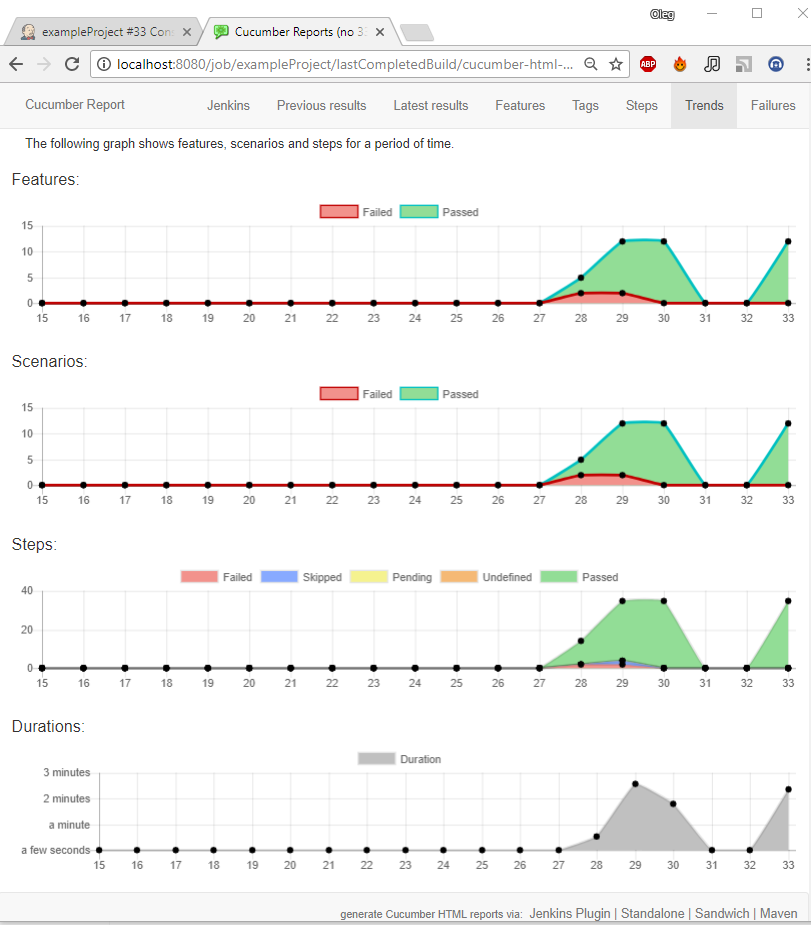 Oleg
exampleProject #33 Con
Cucumber Reports (no 3
localhost:8080/job/exampleProject/lastCompletedBuild/cucumber-html-...
ABP
Cucumber Report Jenkins Previous results Latest results Features Tags Steps Trends Failures
The following graph shows features, scenarios and steps for a period of time.
Features:
Failed Passed
15
10
5
0
15 16 17 18 19 20 21 22 23 24 25 26 27 28 29 30 31 32 33
Scenarios:
Failed Passed
15
10
5
0
15 16 17 18 19 20 21 22 23 24 25 26 27 28 29 30 31 32 33
Steps:
Failed Skipped Pending Undefined Passed
40
20
0
15 16 17 18 19 20 21 22 23 24 25 26 27 28 29 30 31 32 33
Durations:
Duration
3 minutes
2 minutes
a minute
a few seconds
15 16 17 18 19 20 21 22 23 24 25 26 27 28 29 30 31 32 33
generate Cucumber HTML reports via: Jenkins Plugin | Standalone | Sandwich | Maven